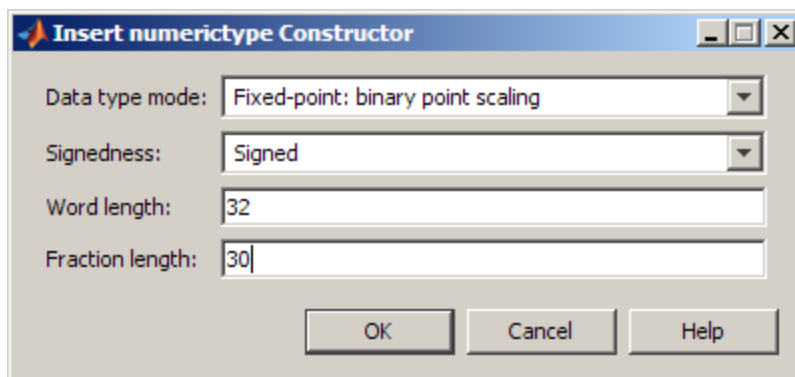 Insert numerictype Constructor
Data type mode: Fixed-point: binary point scaling
Signedness: Signed
Word length: 32
Fraction length: 30
OK Cancel Help